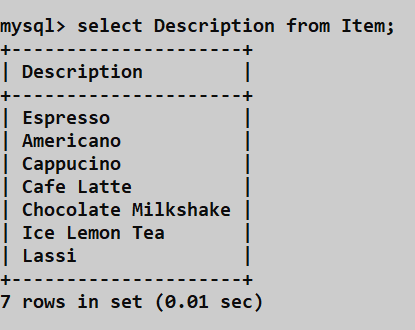 mysql> select Description from Item;
+---------------------+
| Description         |
+---------------------+
| Espresso            |
| Americano           |
| Cappucino           |
| Cafe Latte          |
| Chocolate Milkshake |
| Ice Lemon Tea       |
| Lassi               |
+---------------------+
7 rows in set (0.01 sec)